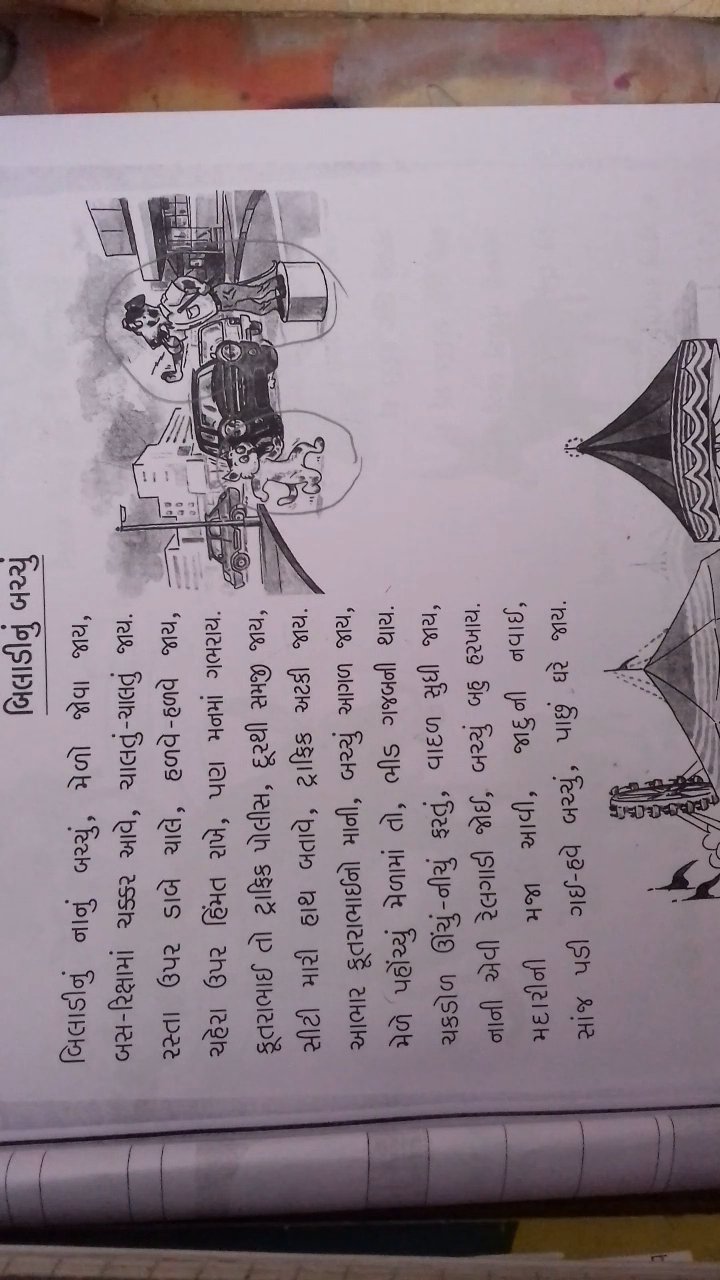 બિલાડીનું બચ્ચું
બિલાડીનું નાનું બચ્ચું, મેળો જોવા જાય,
બસ-રિક્ષામાં ચક્કર આવે, ચાલતું-ચાલતું જાય.
રસ્તા ઉપર ડાબે ચાલે, હળવે-હળવે જાય,
ચહેરા ઉપર હિંમત રાખે, પણ મનમાં ગભરાય.
કૂતરાભાઈ તો ટ્રાફિક પોલીસ, દૂરથી સમજી જાય,
સીટી મારી હાથ બતાવે, ટ્રાફિક અટકી જાય.
આભાર કૂતરાભાઈનો માની, બચ્ચું આગળ જાય,
મેળે પહોંચ્યું મેળામાં તો, ભીડ ગજબની થાય.
ચકડોળ ઊંચું-નીચું ફરતું, વાદળ સુધી જાય,
નાની એવી રેલગાડી જોઈ, બચ્ચું બહુ હરખાય.
મદારીની મજા આવી, જાદુની નવાઈ,
સાંજ પડી ગઈ-હવે બચ્ચું, પાછું ઘરે જાય.